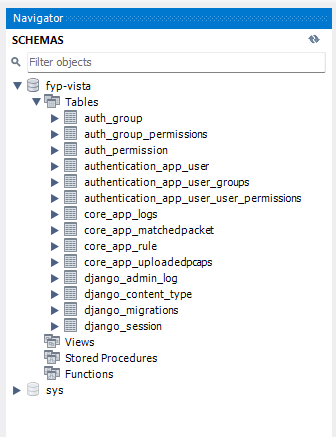 Navigator
SCHEMAS
Filter objects
fyp-vista
Tables
auth_group
auth_group_permissions
auth_permission
authentication_app_user
authentication_app_user_groups
authentication_app_user_user_permissions
core_app_logs
core_app_matchedpacket
core_app_rule
core_app_uploadedpcaps
django_admin_log
django_content_type
django_migrations
django_session
Views
Stored Procedures
Functions
sys